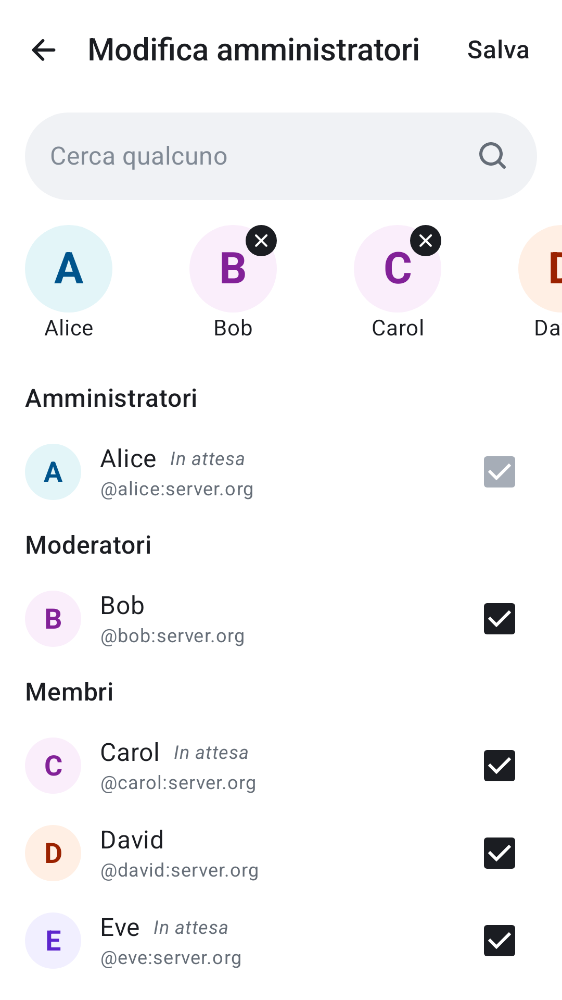 Modifica amministratori
Salva
Cerca qualcuno
A
B
C
Alice
Bob
Carol
Da
Amministratori
A
Alice In attesa
@alice:server.org
Moderatori
B
Bob
@bob:server.org
Membri
C
Carol In attesa
@carol:server.org
D
David
@david:server.org
E
Eve In attesa
@eve:server.org